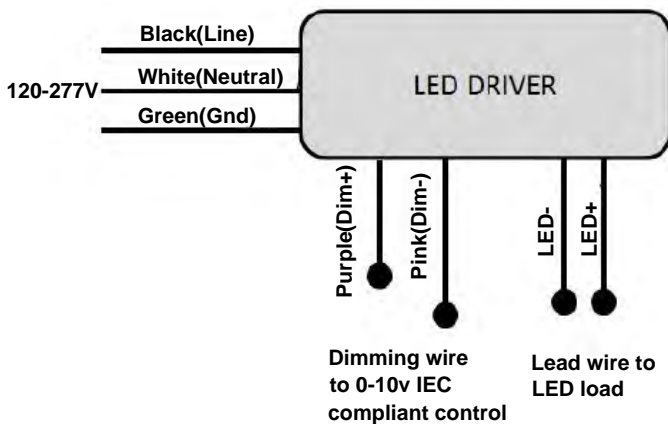 Black(Line)
120-277V
White(Neutral)
Green(Gnd)
LED DRIVER
Purple(Dim+)
Pink(Dim-)
LED-
LED+
Dimming wire
to 0-10v IEC
compliant control
Lead wire to
LED load